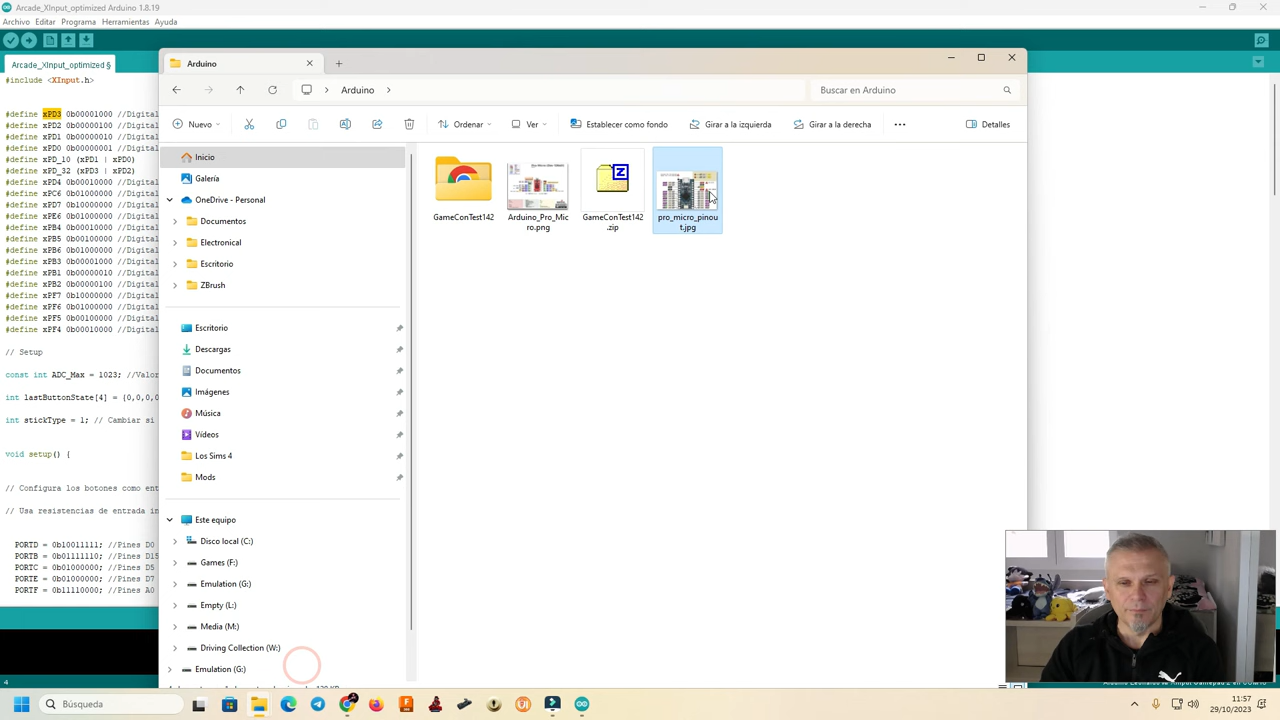 Arcade_XInput_optimized Arduino 1.8.19
Archivo Editar Programa Herramientas Ayuda
Arcade_XInput_optimized §
#include <XInput.h>
#define xPD3 0b00001000 //Digital
#define xPD2 0b00000100 //Digital
#define xPD1 0b00000010 //Digital
#define xPD0 0b00000001 //Digital
#define xPD_10 (xPD1 | xPD0)
#define xPD_32 (xPD3 | xPD2)
#define xPD4 0b00010000 //Digital
#define xPC6 0b01000000 //Digital
#define xPD7 0b10000000 //Digital
#define xPE6 0b01000000 //Digital
#define xPB4 0b00010000 //Digital
#define xPB5 0b00100000 //Digital
#define xPB6 0b01000000 //Digital
#define xPB3 0b00001000 //Digital
#define xPB1 0b00000010 //Digital
#define xPB2 0b00000100 //Digital
#define xPF7 0b10000000 //Digital
#define xPF6 0b01000000 //Digital
#define xPF5 0b00100000 //Digital
#define xPF4 0b00010000 //Digital
// Setup
const int ADC_Max = 1023; //Valor
int lastButtonState[4] = {0,0,0,0
int stickType = 1; // Cambiar si
void setup() {
// Configura los botones como ent
// Usa resistencias de entrada in
PORTD = 0b10011111; //Pines D0
PORTB = 0b01111110; //Pines D15
PORTC = 0b01000000; //Pines D5
PORTE = 0b01000000; //Pines D7
PORTF = 0b11110000; //Pines A0
4
Arduino
Arduino
Buscar en Arduino
Nuevo
Ordenar
Ver
Establecer como fondo
Girar a la izquierda
Girar a la derecha
Detalles
Inicio
Galería
OneDrive - Personal
Documentos
Electronical
Escritorio
ZBrush
Escritorio
Descargas
Documentos
Imágenes
Música
Vídeos
Los Sims 4
Mods
Este equipo
Disco local (C:)
Games (F:)
Emulation (G:)
Empty (L:)
Media (M:)
Driving Collection (W:)
Emulation (G:)
GameConTest142
Arduino_Pro_Mic
ro.png
GameConTest142
.zip
pro_micro_pinou
t.jpg
Búsqueda
11:57
29/10/2023